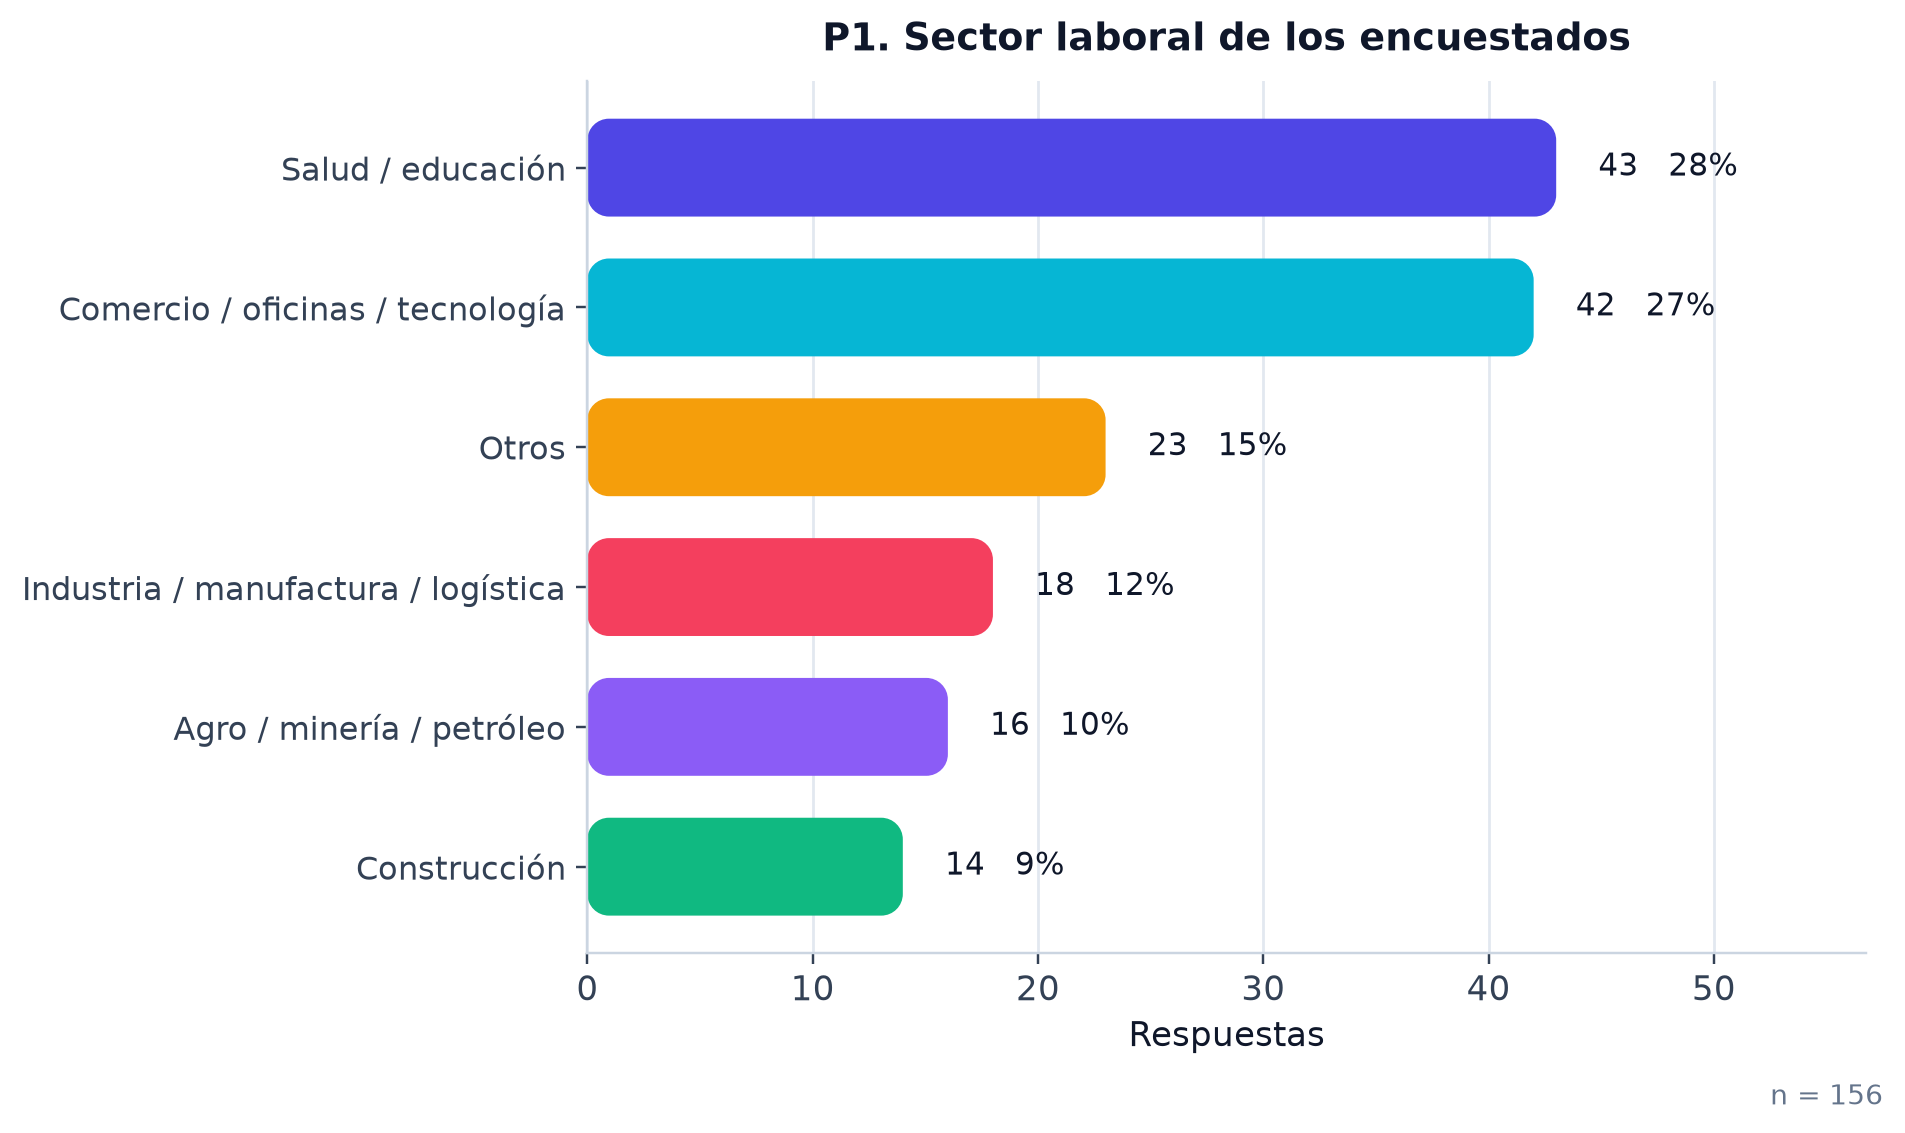 P1. Sector laboral de los encuestados
Salud / educación 43 28%
Comercio / oficinas / tecnología 42 27%
Otros 23 15%
Industria / manufactura / logística 18 12%
Agro / minería / petróleo 16 10%
Construcción 14 9%
0 10 20 30 40 50
Respuestas
n = 156